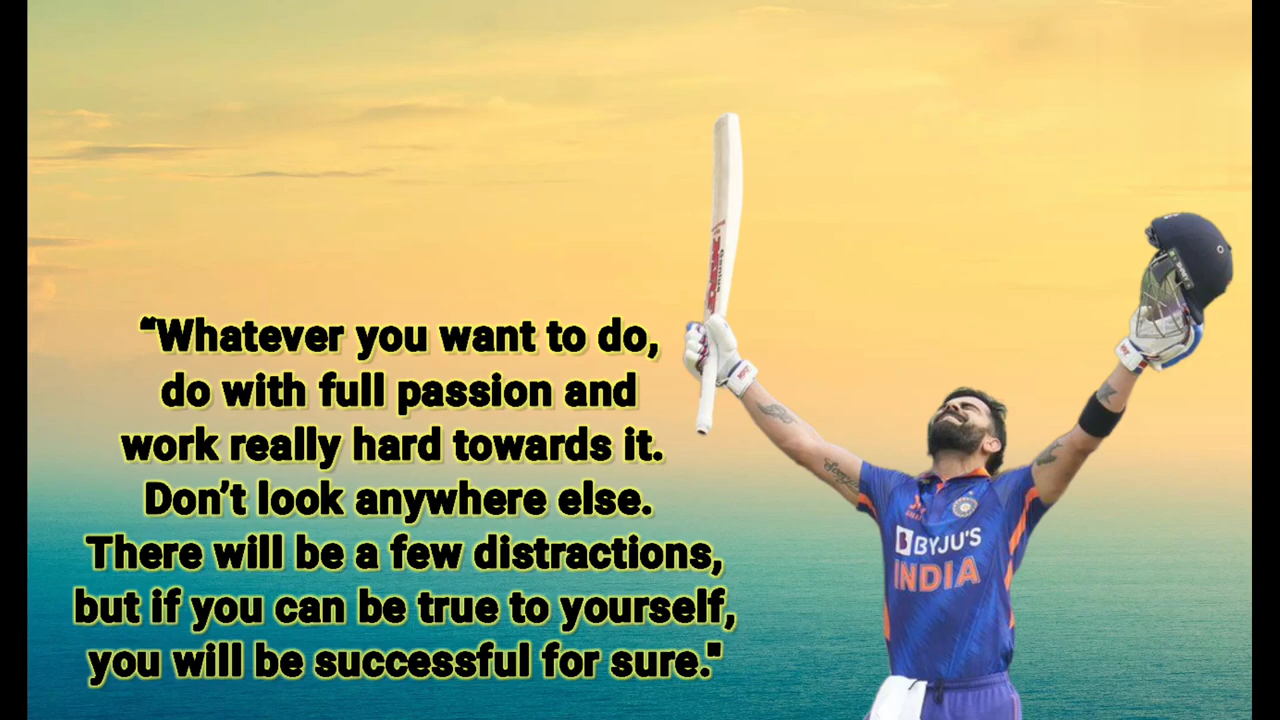 “Whatever you want to do,
do with full passion and
work really hard towards it.
Don’t look anywhere else.
There will be a few distractions,
but if you can be true to yourself,
you will be successful for sure."
BYJU'S
INDIA